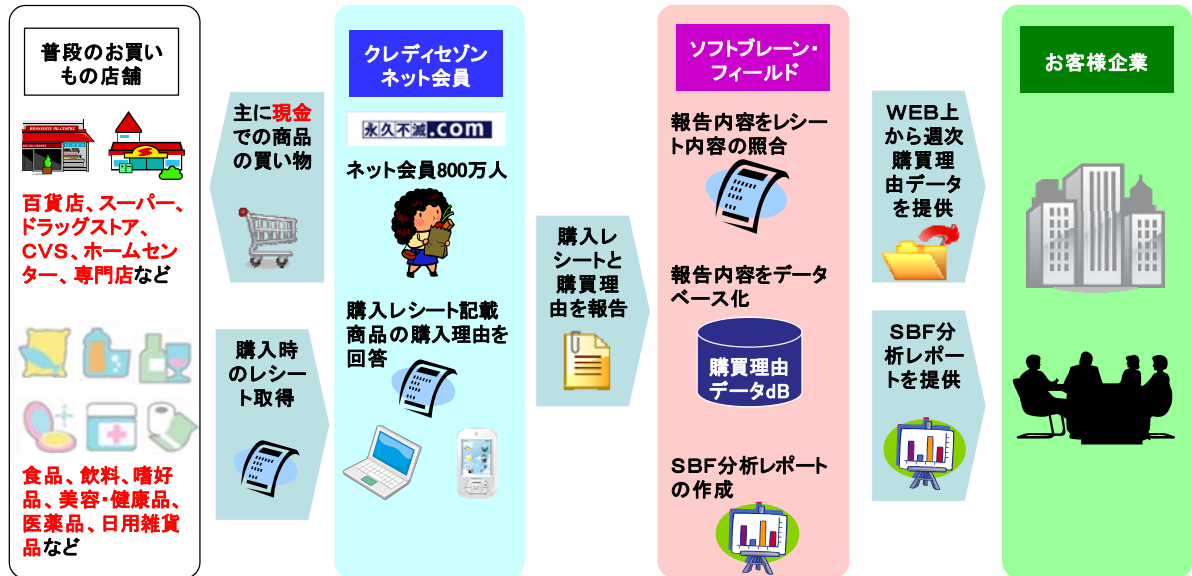 普段のお買い
もの店舗
BRASSERIE DU CENTRE
百貨店、スーパー、
ドラッグストア、
CVS、ホームセン
ター、専門店など
食品、飲料、嗜好
品、美容・健康品、
医薬品、日用雑貨
品など
主に現金
での商品
の買い物
購入時
のレシー
ト取得
クレディセゾン
ネット会員
永久不滅.com
ネット会員800万人
購入レシート記載
商品の購入理由を
回答
購入レ
シートと
購買理
由を報告
ソフトブレーン・
フィールド
報告内容をレシー
ト内容の照合
報告内容をデータ
ベース化
購買理由
データdB
SBF分析レポート
の作成
WEB上
から週次
購買理
由データ
を提供
SBF分
析レポー
トを提供
お客様企業